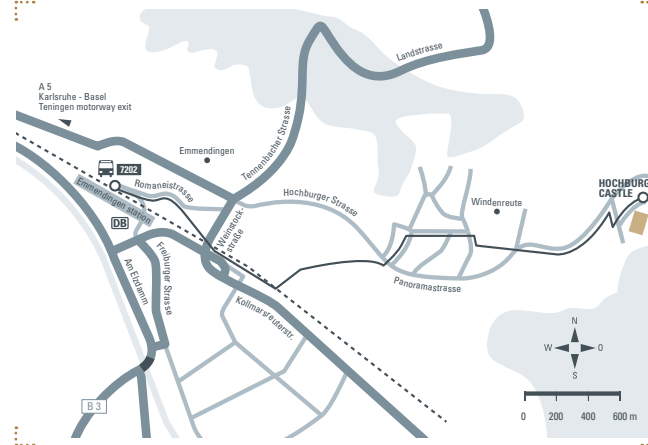 Landstrasse
A 5
Karlsruhe - Basel
Teningen motorway exit
Tennenbacher Strasse
Emmendingen
7202
Romaneistrasse
Emmendingen station
Hochburger Strasse
HOCHBURG
CASTLE
Windenreute
DB
Weinstock-
straße
Freiburger Strasse
Am Elzdamm
Panoramastrasse
Kollmarsreuterstr.
N
W
O
S
B 3
0 200 400 600 m